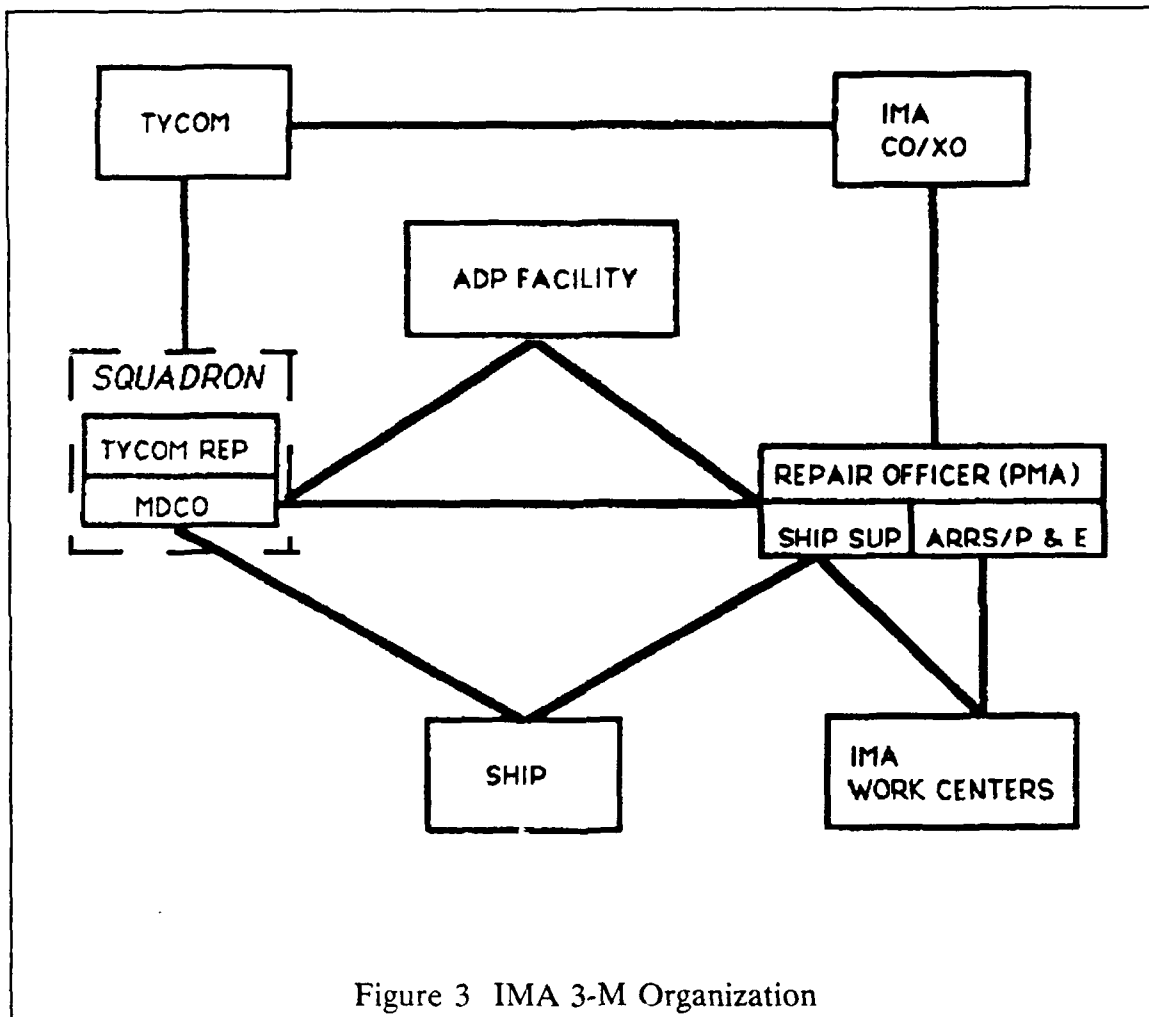 TYCOM
IMA
CO/XO
ADP FACILITY
SQUADRON
TYCOM REP
MDCO
REPAIR OFFICER (PMA)
SHIP SUP
ARRS/P & E
SHIP
IMA
WORK CENTERS
Figure 3 IMA 3-M Organization